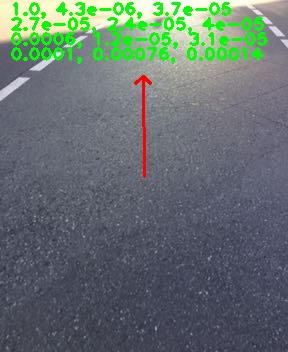 1.0, 4.3e-06, 3.7e-05
2.7e-05, 2.4e-05, 4e-05
0.0006, 1.2e-05, 3.1e-05
0.0001, 0.00076, 0.00014